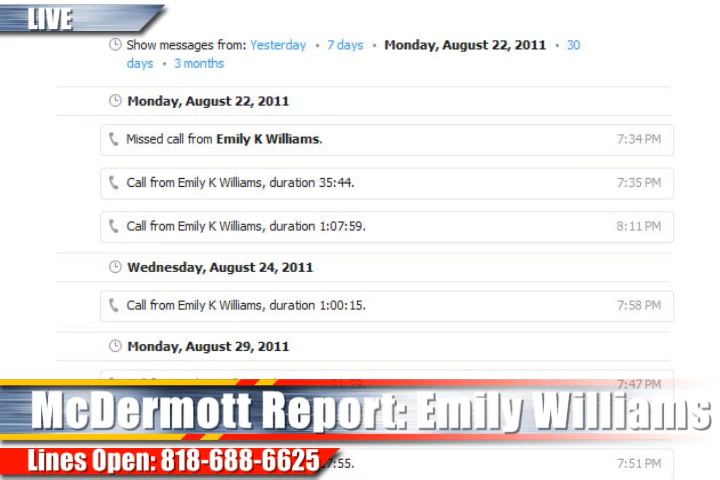 LIVE
Show messages from: Yesterday • 7 days • Monday, August 22, 2011 • 30
days • 3 months
Monday, August 22, 2011
Missed call from Emily K Williams. 7:34 PM
Call from Emily K Williams, duration 35:44. 7:35 PM
Call from Emily K Williams, duration 1:07:59. 8:11 PM
Wednesday, August 24, 2011
Call from Emily K Williams, duration 1:00:15. 7:58 PM
Monday, August 29, 2011
7:47 PM
McDermott Report: Emily Williams
Lines Open: 818-688-6625
:55. 7:51 PM